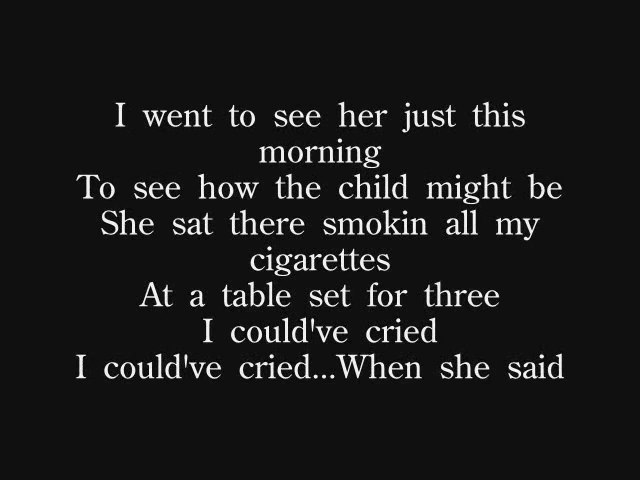 I went to see her just this
morning
To see how the child might be
She sat there smokin all my
cigarettes
At a table set for three
I could've cried
I could've cried...When she said